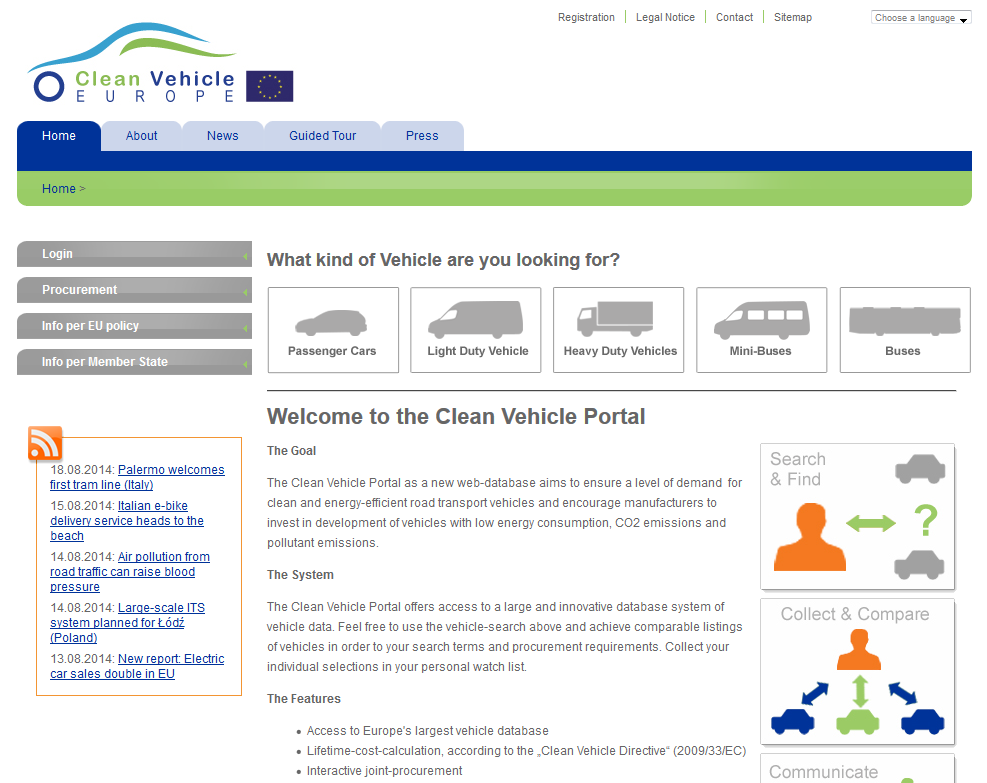 Registration
Legal Notice
Contact
Sitemap
Choose a language
Clean Vehicle
EUROPE
Home
About
News
Guided Tour
Press
Home >
Login
Procurement
Info per EU policy
Info per Member State
What kind of Vehicle are you looking for?
Passenger Cars
Light Duty Vehicle
Heavy Duty Vehicles
Mini-Buses
Buses
18.08.2014: Palermo welcomes
first tram line (Italy)
15.08.2014: Italian e-bike
delivery service heads to the
beach
14.08.2014: Air pollution from
road traffic can raise blood
pressure
14.08.2014: Large-scale ITS
system planned for Łódź
(Poland)
13.08.2014: New report: Electric
car sales double in EU
Welcome to the Clean Vehicle Portal
The Goal
The Clean Vehicle Portal as a new web-database aims to ensure a level of demand for
clean and energy-efficient road transport vehicles and encourage manufacturers to
invest in development of vehicles with low energy consumption, CO2 emissions and
pollutant emissions.
The System
The Clean Vehicle Portal offers access to a large and innovative database system of
vehicle data. Feel free to use the vehicle-search above and achieve comparable listings
of vehicles in order to your search terms and procurement requirements. Collect your
individual selections in your personal watch list.
The Features
• Access to Europe's largest vehicle database
• Lifetime-cost-calculation, according to the „Clean Vehicle Directive“ (2009/33/EC)
• Interactive joint-procurement
Search
& Find
?
Collect & Compare
Communicate